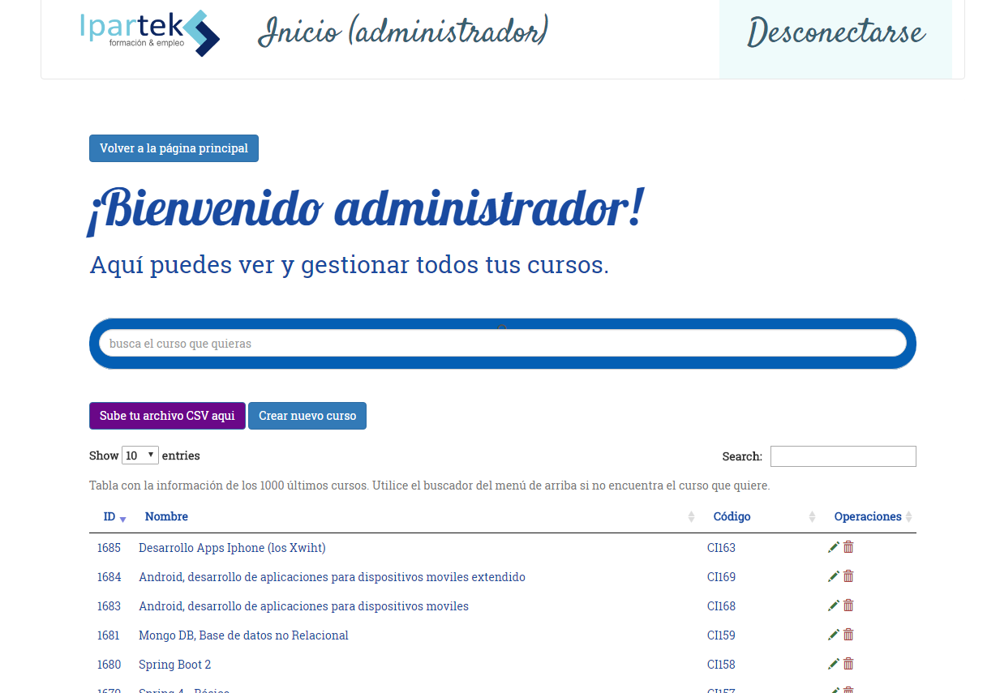 Ipartek
formación & empleo
Inicio (administrador)
Desconectarse
Volver a la página principal
¡Bienvenido administrador!
Aquí puedes ver y gestionar todos tus cursos.
busca el curso que quieras
Sube tu archivo CSV aqui
Crear nuevo curso
Show 10 entries
Search:
Tabla con la información de los 1000 últimos cursos. Utilice el buscador del menú de arriba si no encuentra el curso que quiere.
ID Nombre Código Operaciones
1685 Desarrollo Apps Iphone (los Xwiht) CI163
1684 Android, desarrollo de aplicaciones para dispositivos moviles extendido CI169
1683 Android, desarrollo de aplicaciones para dispositivos moviles CI168
1681 Mongo DB, Base de datos no Relacional CI159
1680 Spring Boot 2 CI158
1679 Spring 4 - Básico CI157